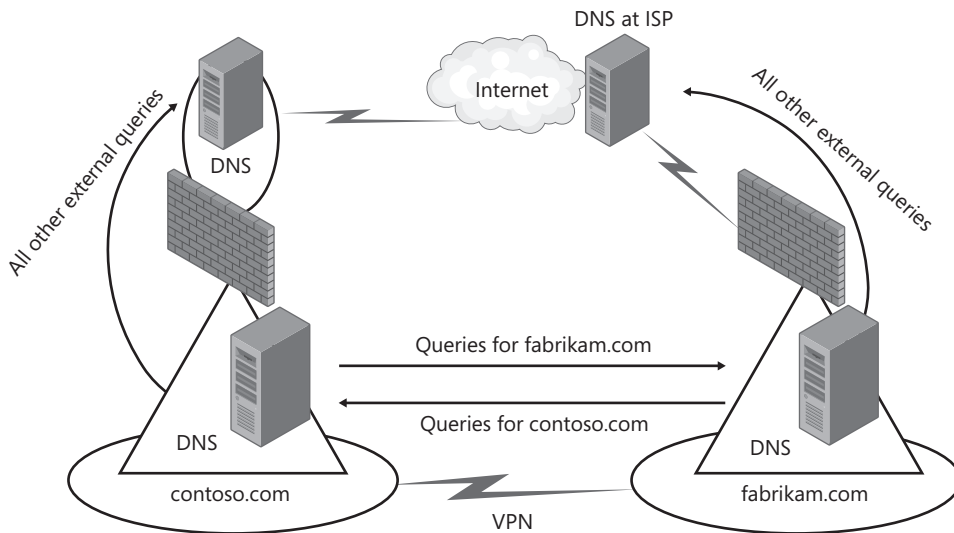 DNS at ISP
Internet
All other external queries
All other external queries
DNS
Queries for fabrikam.com
Queries for contoso.com
DNS
DNS
contoso.com
fabrikam.com
VPN